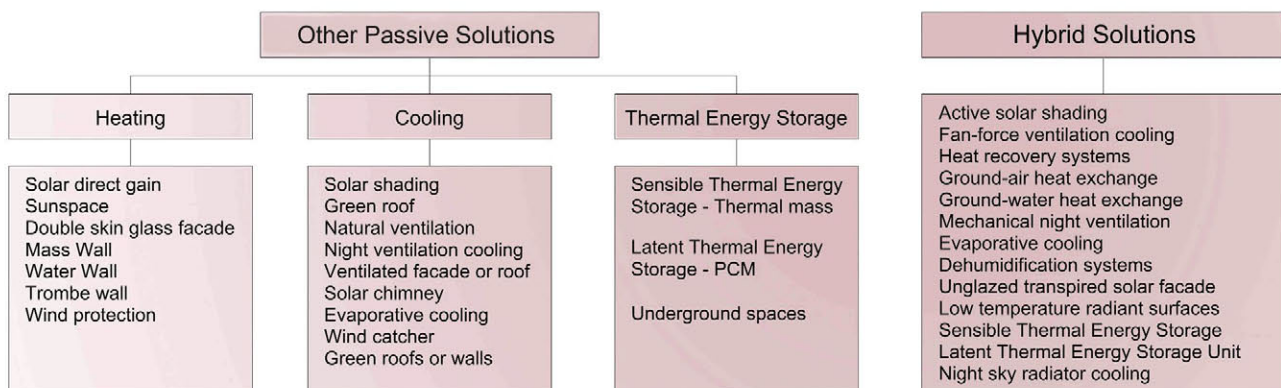 Other Passive Solutions
Heating
Solar direct gain
Sunspace
Double skin glass facade
Mass Wall
Water Wall
Trombe wall
Wind protection
Cooling
Solar shading
Green roof
Natural ventilation
Night ventilation cooling
Ventilated facade or roof
Solar chimney
Evaporative cooling
Wind catcher
Green roofs or walls
Thermal Energy Storage
Sensible Thermal Energy
Storage - Thermal mass
Latent Thermal Energy
Storage - PCM
Underground spaces
Hybrid Solutions
Active solar shading
Fan-force ventilation cooling
Heat recovery systems
Ground-air heat exchange
Ground-water heat exchange
Mechanical night ventilation
Evaporative cooling
Dehumidification systems
Unglazed transpired solar facade
Low temperature radiant surfaces
Sensible Thermal Energy Storage
Latent Thermal Energy Storage Unit
Night sky radiator cooling